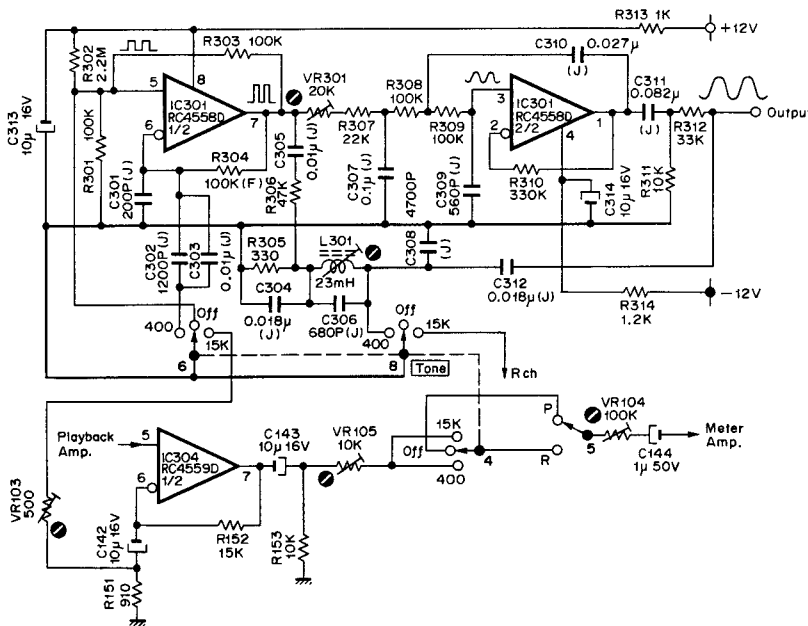 R313 1K
+12V
R302
2.2M
R303 100K
C310
0.027μ
(J)
VR301
20K
R308
100K
C311
0.082μ
(J)
5
8
IC301
RC4558D
1/2
7
6
3
IC301
RC4558D
2/2
4
1
2
Output
C313
10μ 16V
R301
100K
C305
0.01μ(J)
R307
22K
R309
100K
R312
33K
R304
100K(F)
R306
47K
C307
0.1μ(J)
4700P
C309
560P(J)
R310
330K
C314
10μ 16V
R311
10K
C301
200P(J)
C302
1200P(J)
C303
0.01μ(J)
R305
330
L301
23mH
C308
(J)
C312
0.018μ(J)
-12V
C304
0.018μ
(J)
C306
680P(J)
R314
1.2K
Off
400
15K
6
Off
400
15K
8
Tone
Rch
Playback
Amp.
5
IC304
RC4559D
1/2
7
6
C143
10μ 16V
VR105
10K
15K
Off
400
4
P
R
5
VR104
100K
Meter
Amp.
C144
1μ 50V
VR103
500
C142
10μ 16V
R152
15K
R153
10K
R151
910